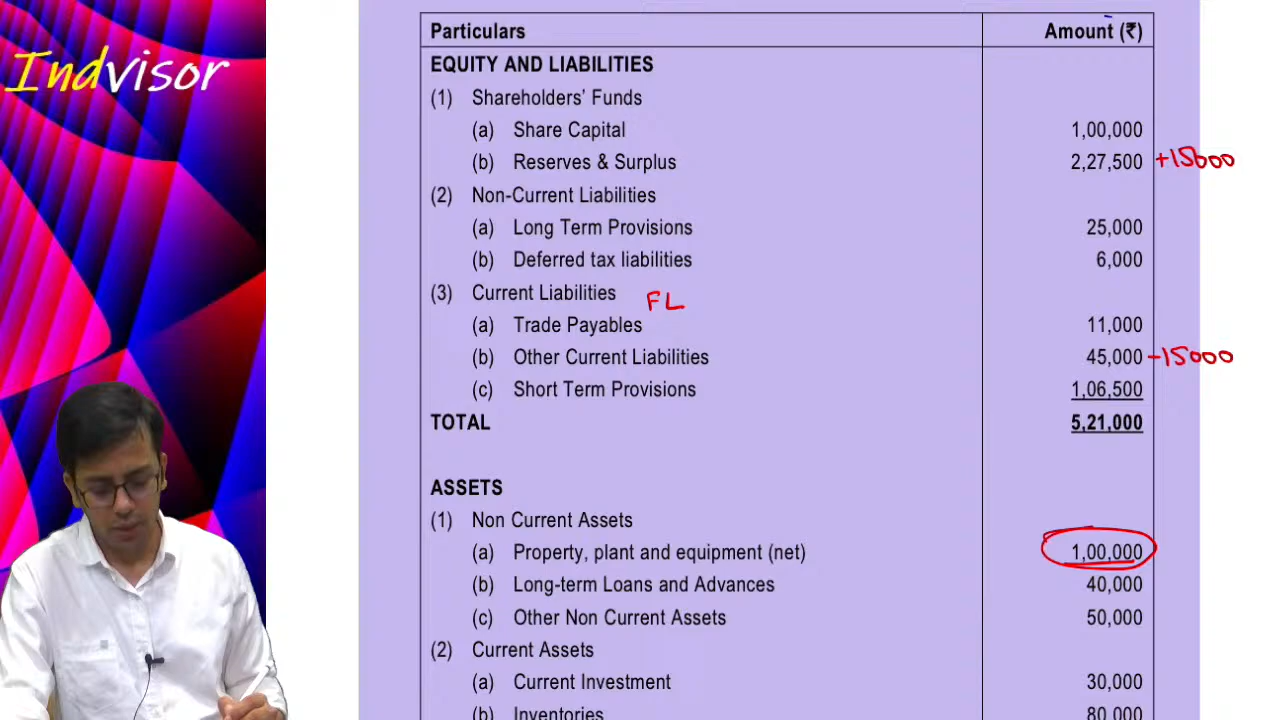 Indvisor
Particulars Amount (₹)
EQUITY AND LIABILITIES
(1) Shareholders' Funds
(a) Share Capital 1,00,000
(b) Reserves & Surplus 2,27,500 +15000
(2) Non-Current Liabilities
(a) Long Term Provisions 25,000
(b) Deferred tax liabilities 6,000
(3) Current Liabilities FL
(a) Trade Payables 11,000
(b) Other Current Liabilities 45,000 -15000
(c) Short Term Provisions 1,06,500
TOTAL 5,21,000
ASSETS
(1) Non Current Assets
(a) Property, plant and equipment (net) 1,00,000
(b) Long-term Loans and Advances 40,000
(c) Other Non Current Assets 50,000
(2) Current Assets
(a) Current Investment 30,000
(b) Inventories 80,000